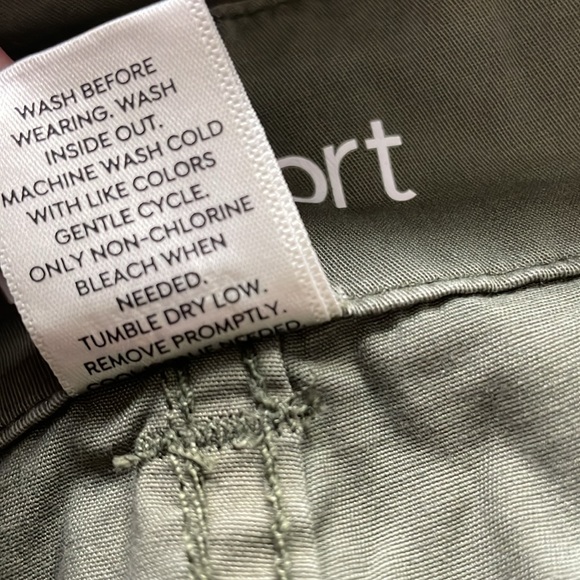 WASH BEFORE
WEARING. WASH
INSIDE OUT.
MACHINE WASH COLD
WITH LIKE COLORS
GENTLE CYCLE.
ONLY NON-CHLORINE
BLEACH WHEN
NEEDED.
TUMBLE DRY LOW.
REMOVE PROMPTLY.
ort